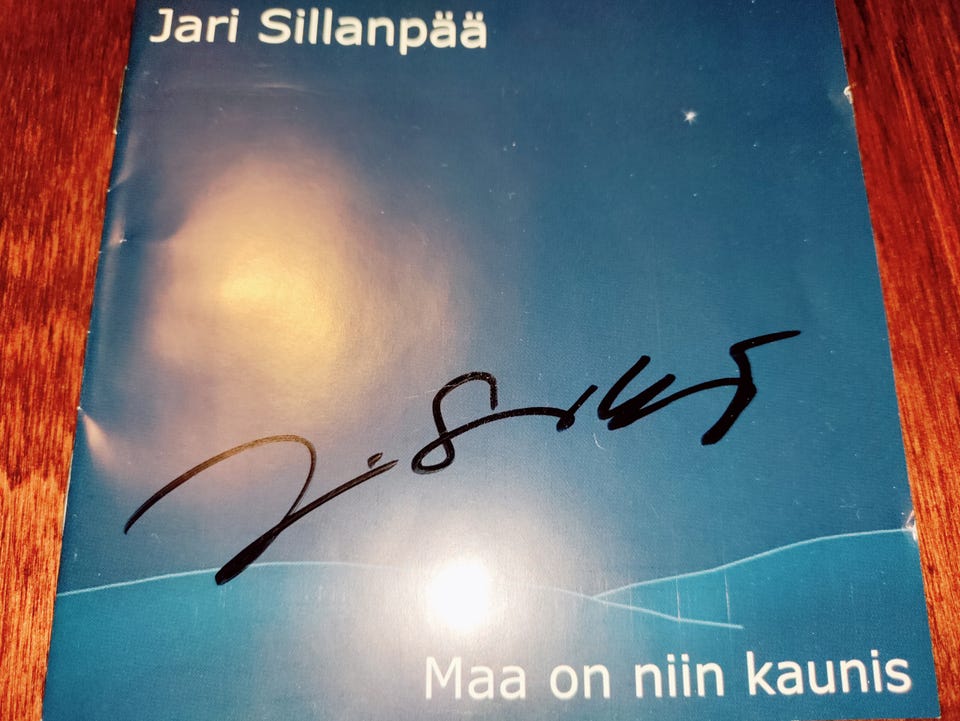 Jari Sillanpää
Maa on niin kaunis